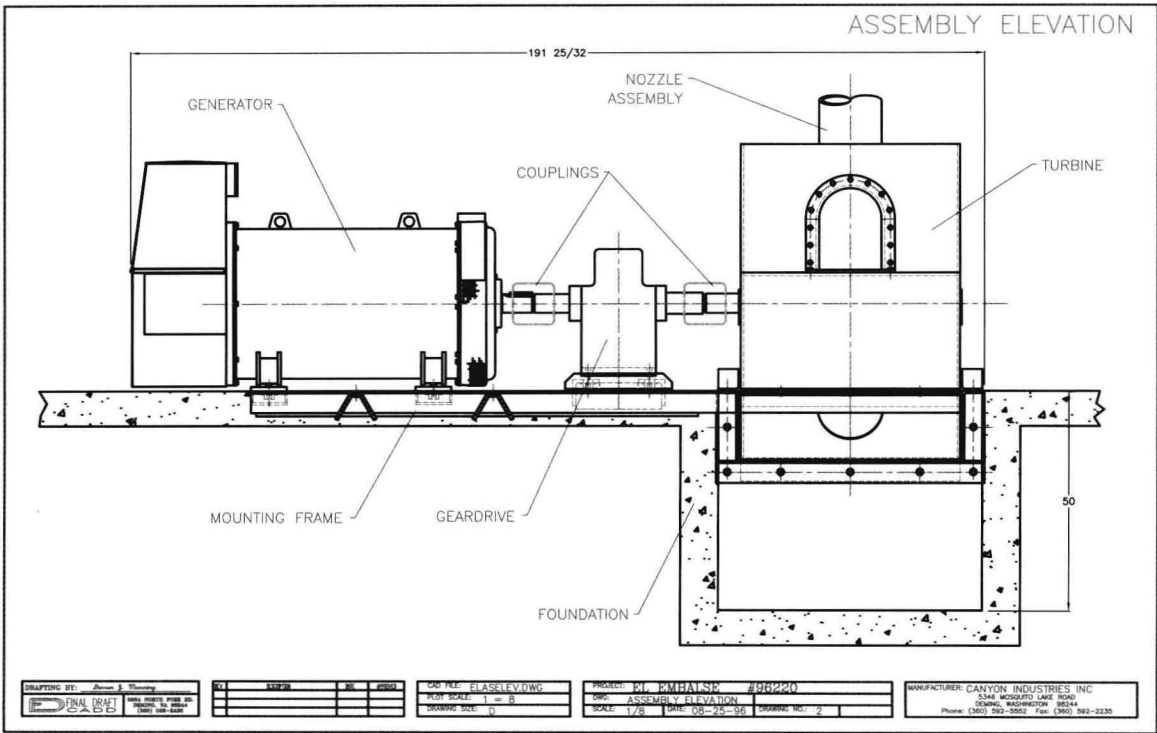 ASSEMBLY ELEVATION
191 25/32
NOZZLE
ASSEMBLY
GENERATOR
COUPLINGS
TURBINE
50
MOUNTING FRAME
GEARDRIVE
FOUNDATION
DRAFTING BY:
FINAL DRAFT
CADD
CAD FILE: ELASELEV.DWG
PLOT SCALE: 1 = 8
DRAWING SIZE: D
PROJECT: EL EMBALSE #96220
DWG: ASSEMBLY ELEVATION
SCALE: 1/8 DATE: 08-25-96 DRAWING NO.: 2
MANUFACTURER: CANYON INDUSTRIES INC
5346 MOSQUITO LAKE ROAD
DEMING, WASHINGTON 98244
Phone: (360) 592-5552 Fax: (360) 592-2235